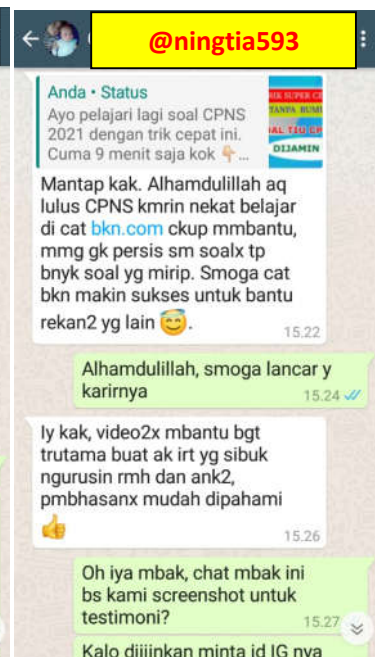 @ningtia593
Anda • Status
Ayo pelajari lagi soal CPNS
2021 dengan trik cepat ini.
Cuma 9 menit saja kok 👇🏻...
DIJAMIN
Mantap kak. Alhamdulillah aq
lulus CPNS kmrin nekat belajar
di cat bkn.com ckup mmbantu,
mmg gk persis sm soalx tp
bnyk soal yg mirip. Smoga cat
bkn makin sukses untuk bantu
rekan2 yg lain 😇.
15.22
Alhamdulillah, smoga lancar y
karirnya
15.24
Iy kak, video2x mbantu bgt
trutama buat ak irt yg sibuk
ngurusin rmh dan ank2,
pmbhasanx mudah dipahami
👍
15.26
Oh iya mbak, chat mbak ini
bs kami screenshot untuk
testimoni?
15.27
Kalo diijinkan minta id IG nya